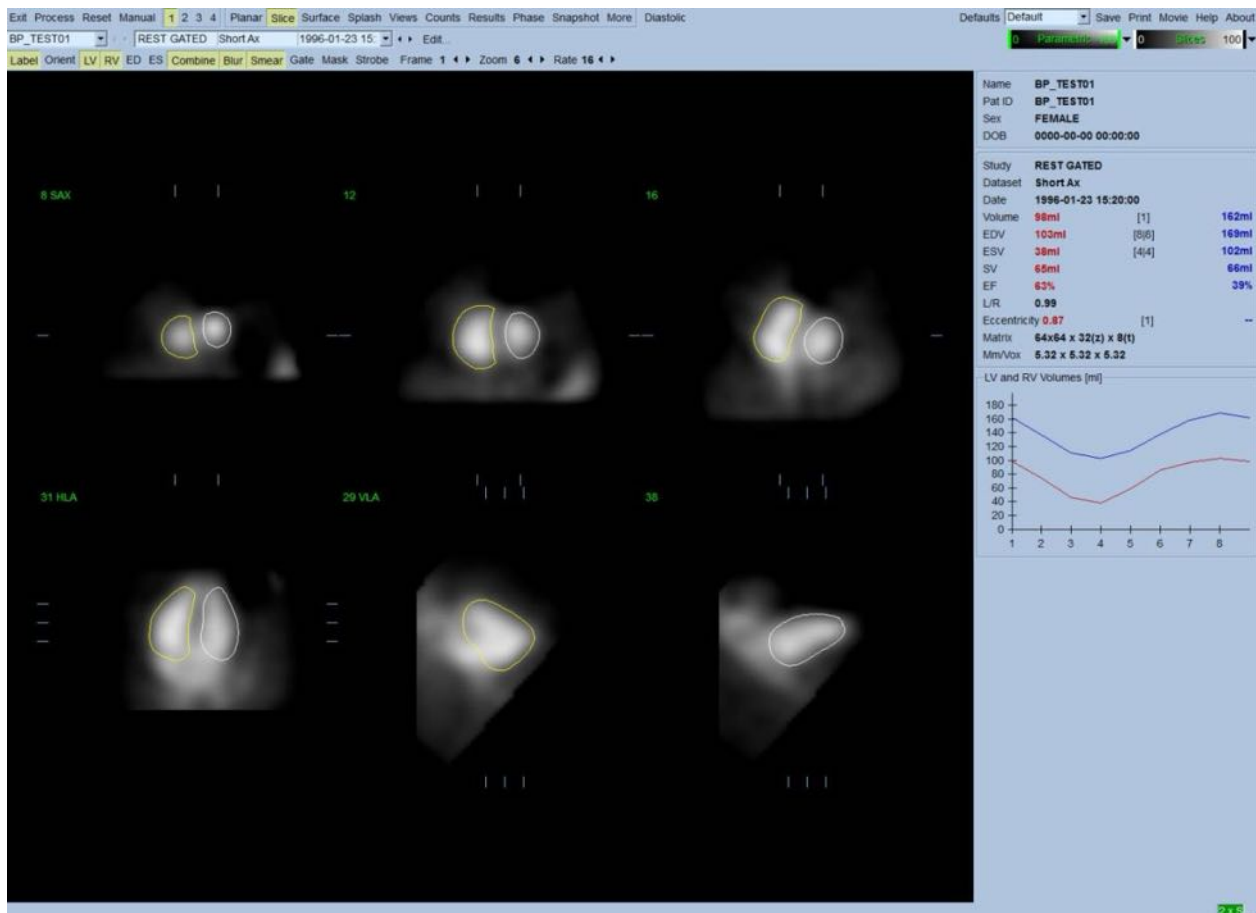 Exit Process Reset Manual 1 2 3 4 Planar Slice Surface Splash Views Counts Results Phase Snapshot More Diastolic Defaults Default Save Print Movie Help About
BP_TEST01 REST GATED Short Ax 1996-01-23 15: Edit... 0 Parametric 0 Slices 100
Label Orient LV RV ED ES Combine Blur Smear Gate Mask Strobe Frame 1 Zoom 6 Rate 16
8 SAX 12 16
31 HLA 29 VLA 38
Name BP_TEST01
Pat ID BP_TEST01
Sex FEMALE
DOB 0000-00-00 00:00:00
Study REST GATED
Dataset Short Ax
Date 1996-01-23 15:20:00
Volume 98ml [1] 162ml
EDV 103ml [8|8] 169ml
ESV 38ml [4|4] 102ml
SV 65ml 66ml
EF 63% 39%
L/R 0.99
Eccentricity 0.87 [1] --
Matrix 64x64 x 32(z) x 8(t)
Mm/Vox 5.32 x 5.32 x 5.32
LV and RV Volumes [ml]
180
160
140
120
100
80
60
40
20
0
1 2 3 4 5 6 7 8